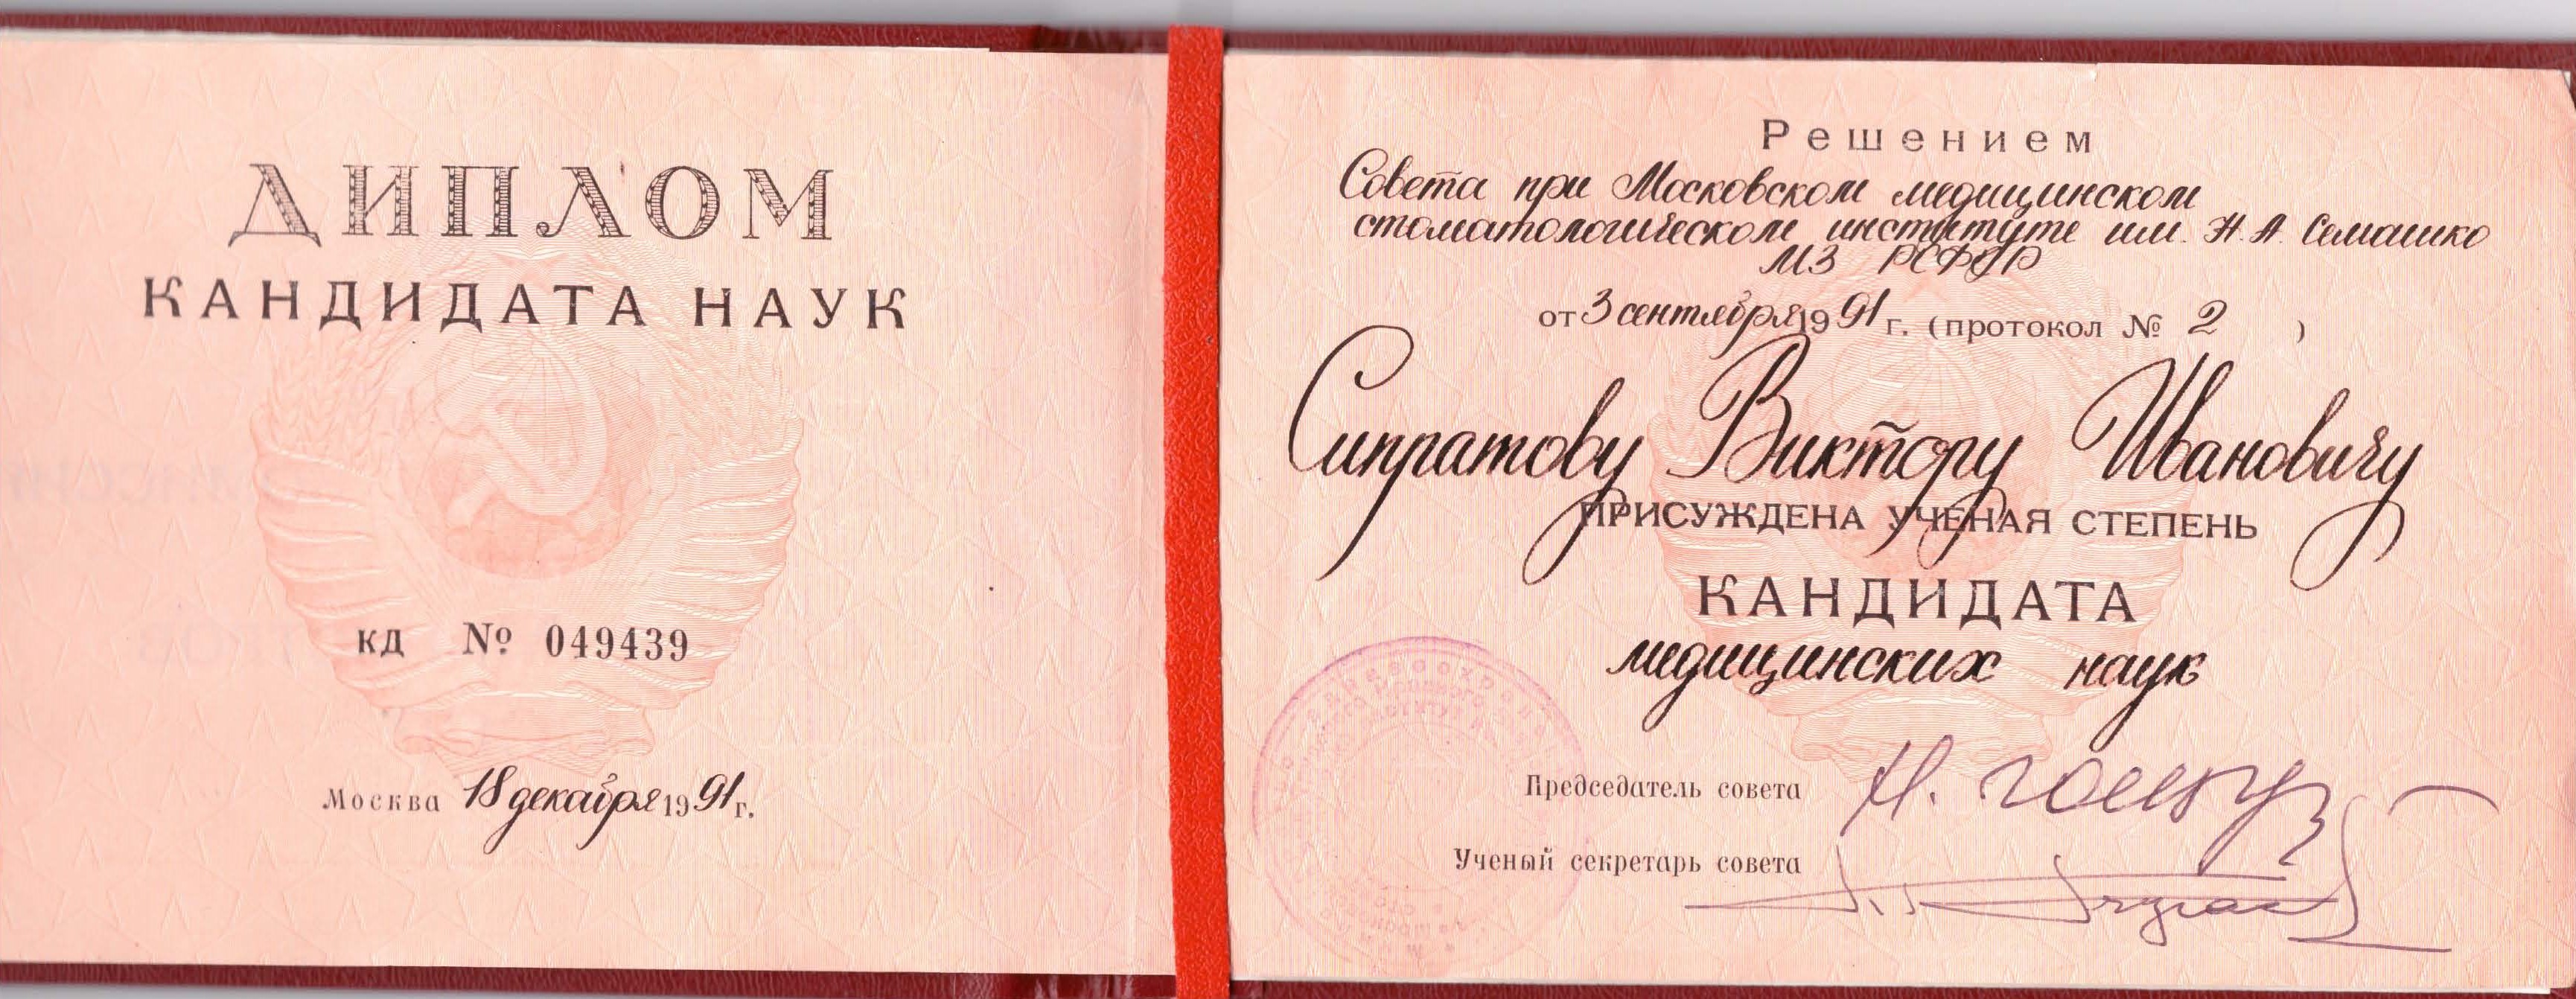 ДИПЛОМ
КАНДИДАТА НАУК
КД № 049439
Москва 18 декабря 1991 г.
Решением
Совета при Московском медицинском
стоматологическом институте им. Н.А. Семашко
МЗ РСФСР
от 3 сентября 1991 г. (протокол № 2 )
Сипратову Виктору Ивановичу
ПРИСУЖДЕНА УЧЕНАЯ СТЕПЕНЬ
КАНДИДАТА
медицинских наук
Председатель совета
Ученый секретарь совета